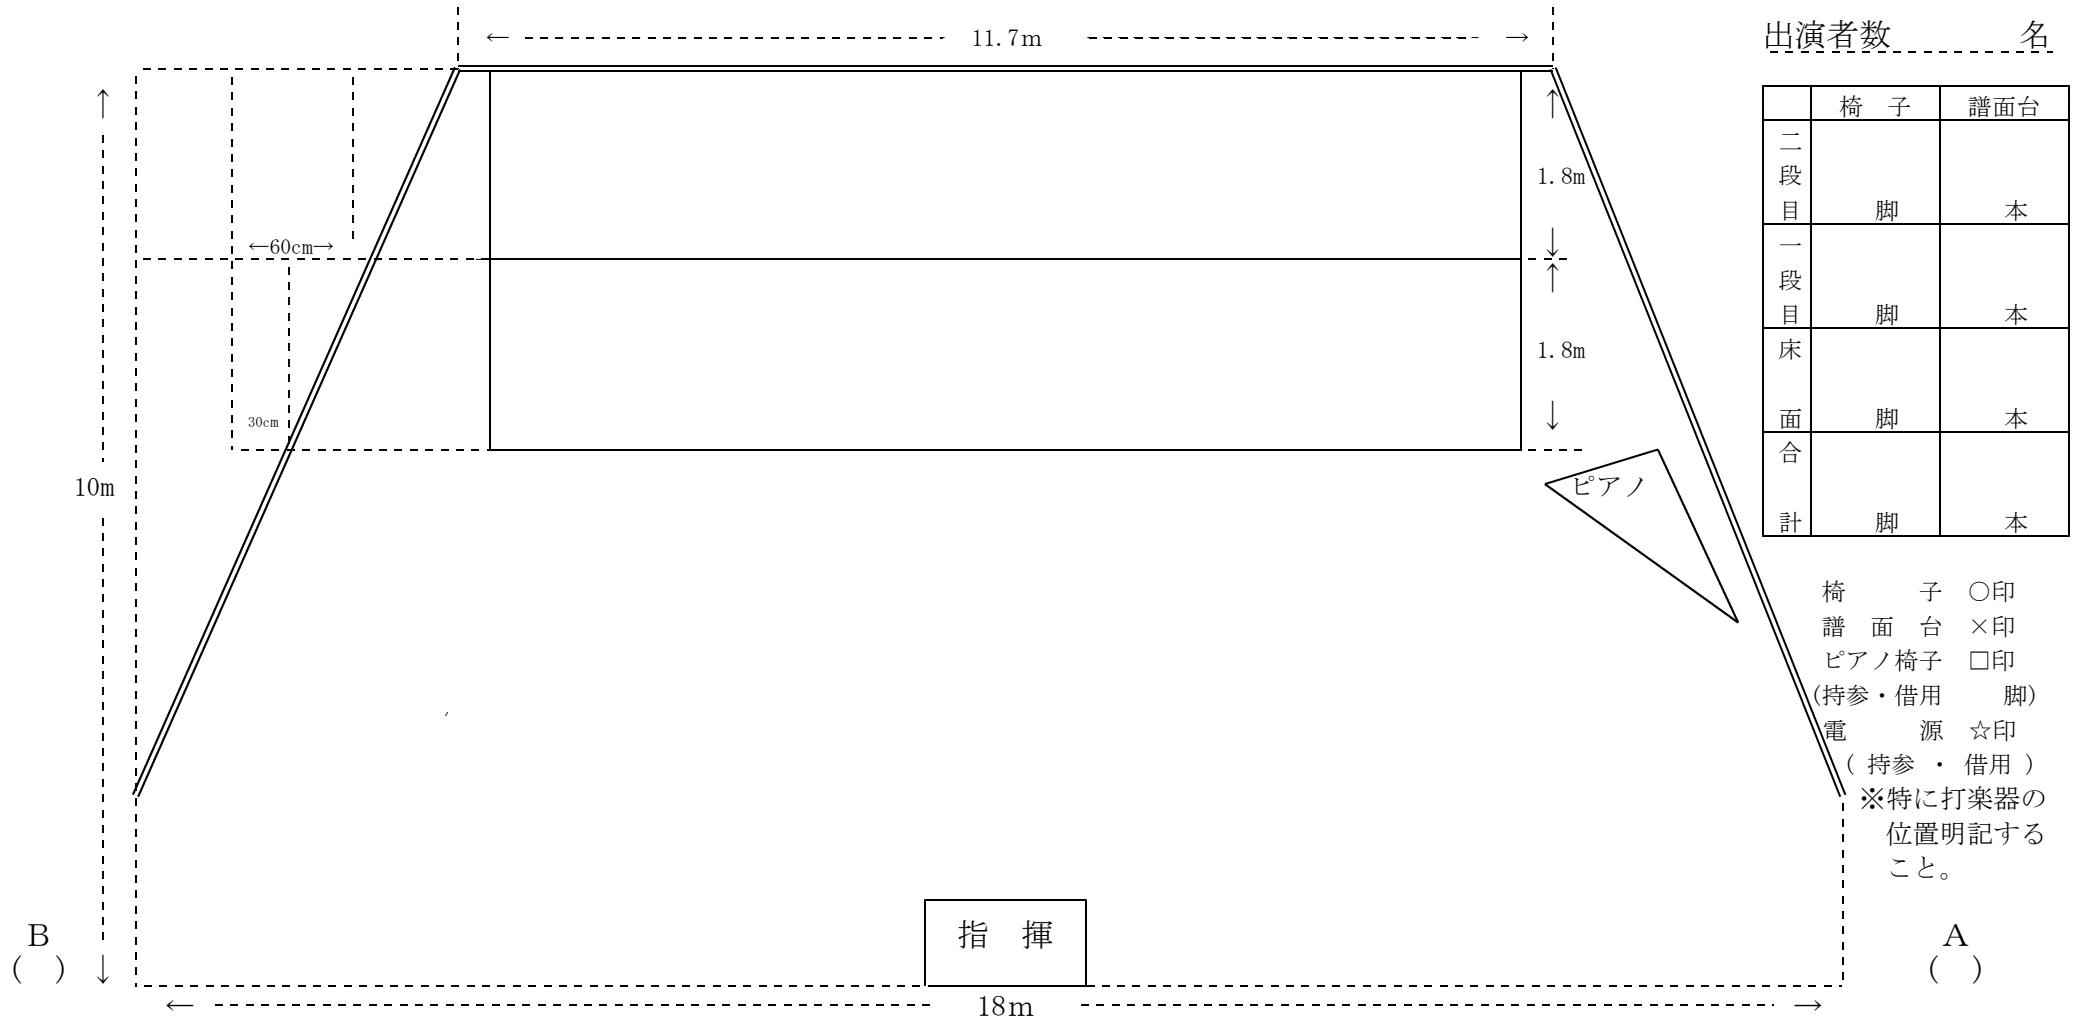 ← 11.7m →
出演者数 名
椅 子 譜面台
二段目 脚 本
一段目 脚 本
床面 脚 本
合計 脚 本
↑
1.8m
↓
↑
1.8m
↓
←60cm→
30cm
↑
10m
↓
ピアノ
椅 子 ○印
譜 面 台 ×印
ピアノ椅子 □印
(持参・借用 脚)
電 源 ☆印
( 持参 ・ 借用 )
※特に打楽器の
位置明記する
こと。
指 揮
B
( )
A
( )
← 18m →